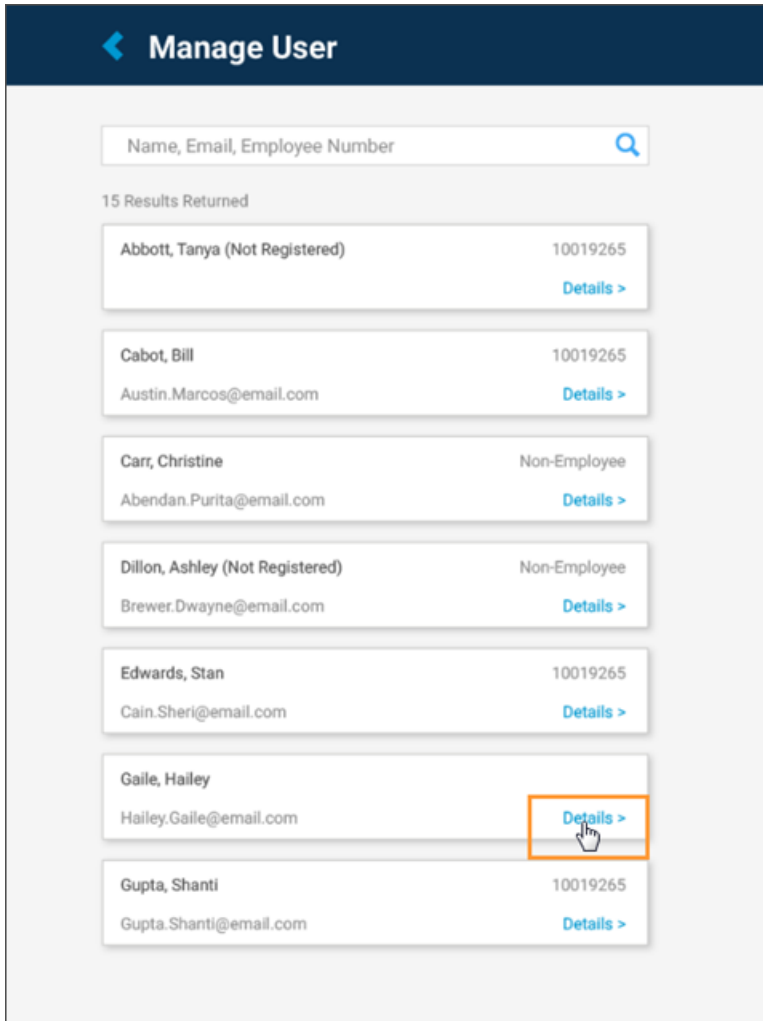 Manage User
Name, Email, Employee Number
15 Results Returned
Abbott, Tanya (Not Registered) 10019265
Details >
Cabot, Bill 10019265
Austin.Marcos@email.com Details >
Carr, Christine Non-Employee
Abendan.Purita@email.com Details >
Dillon, Ashley (Not Registered) Non-Employee
Brewer.Dwayne@email.com Details >
Edwards, Stan 10019265
Cain.Sheri@email.com Details >
Gaile, Hailey
Hailey.Gaile@email.com Details >
Gupta, Shanti 10019265
Gupta.Shanti@email.com Details >